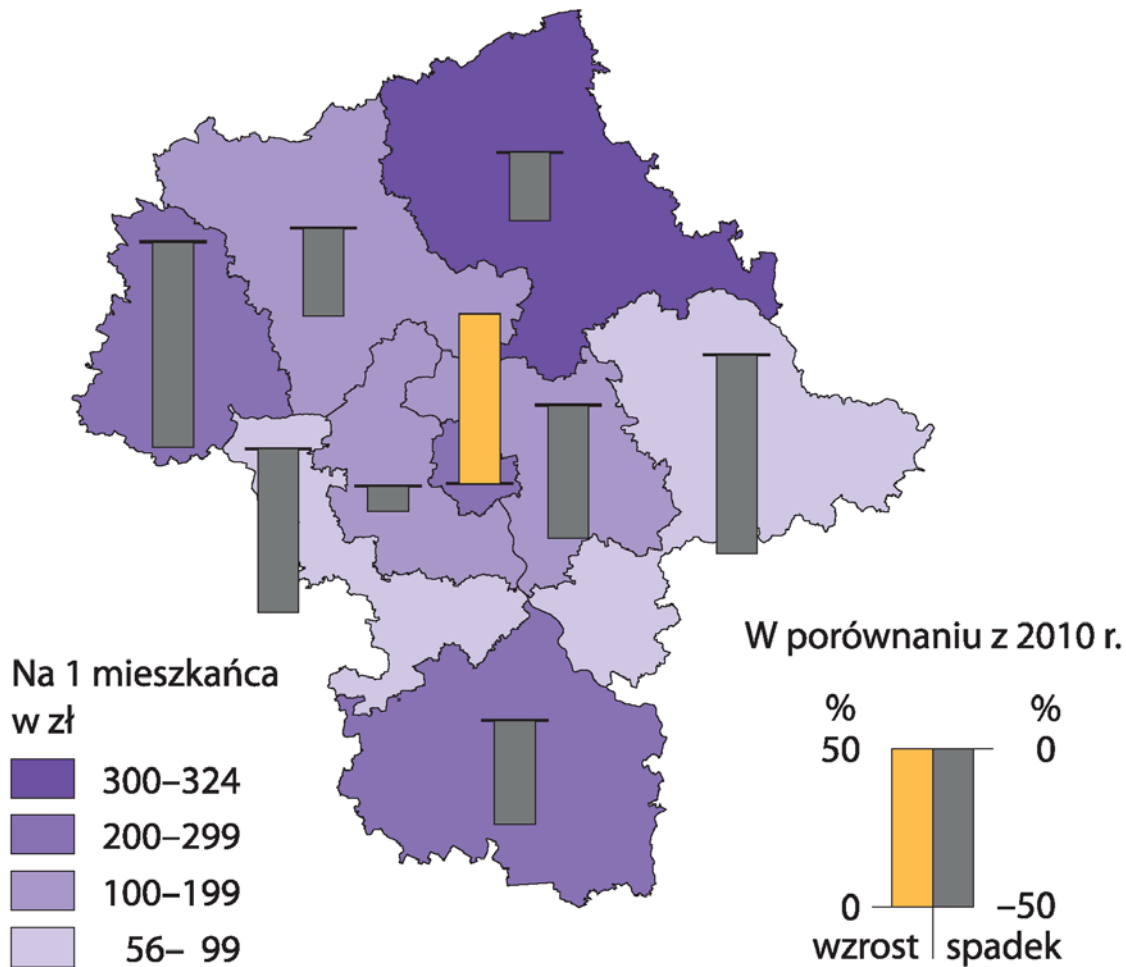 Na 1 mieszkańca
w zł
300–324
200–299
100–199
56– 99
W porównaniu z 2010 r.
% %
50 0
0 –50
wzrost spadek